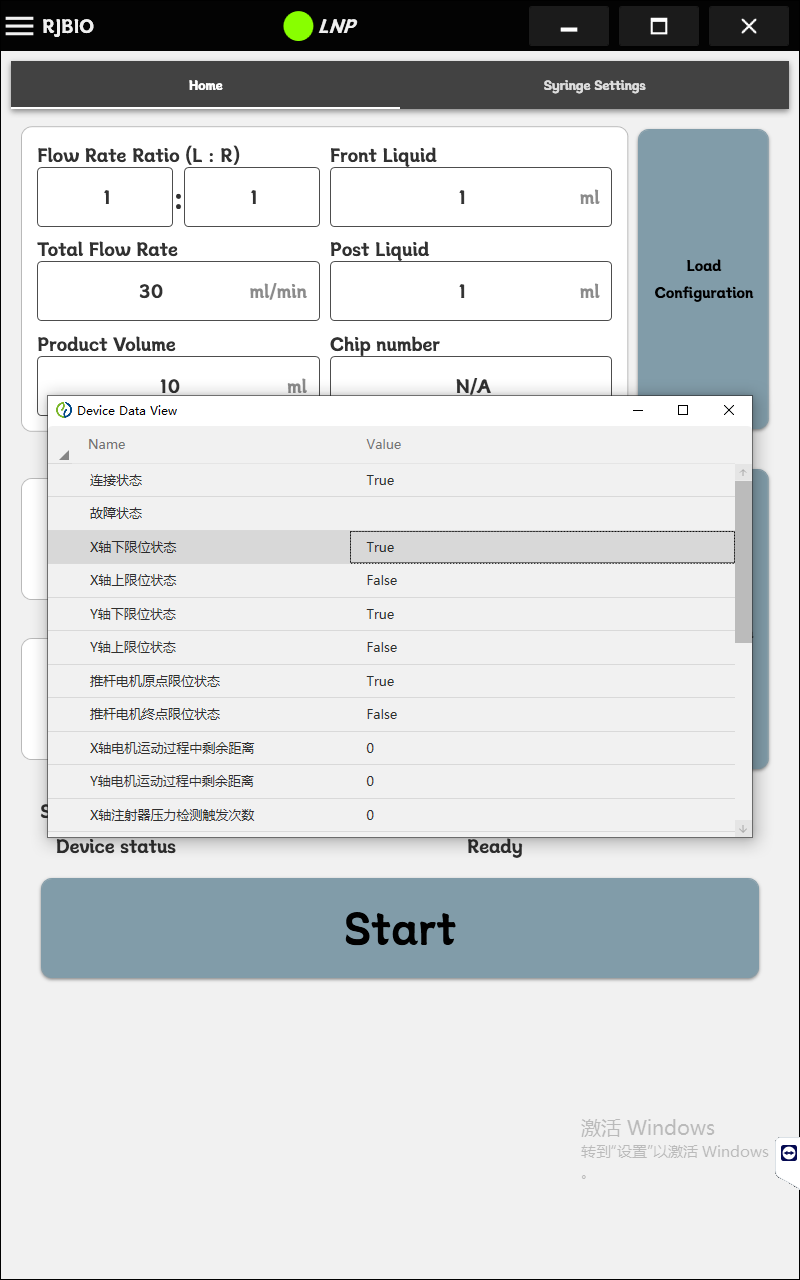 RJBIO
LNP
Home
Syringe Settings
Flow Rate Ratio (L : R)
Front Liquid
1
:
1
1
ml
Total Flow Rate
Post Liquid
30
ml/min
1
ml
Load
Configuration
Product Volume
Chip number
10
ml
N/A
Device Data View
Name
Value
连接状态
True
故障状态
X轴下限位状态
True
X轴上限位状态
False
Y轴下限位状态
True
Y轴上限位状态
False
推杆电机原点限位状态
True
推杆电机终点限位状态
False
X轴电机运动过程中剩余距离
0
Y轴电机运动过程中剩余距离
0
X轴注射器压力检测触发次数
0
Device status
Ready
Start
激活 Windows
转到“设置”以激活 Windows
。